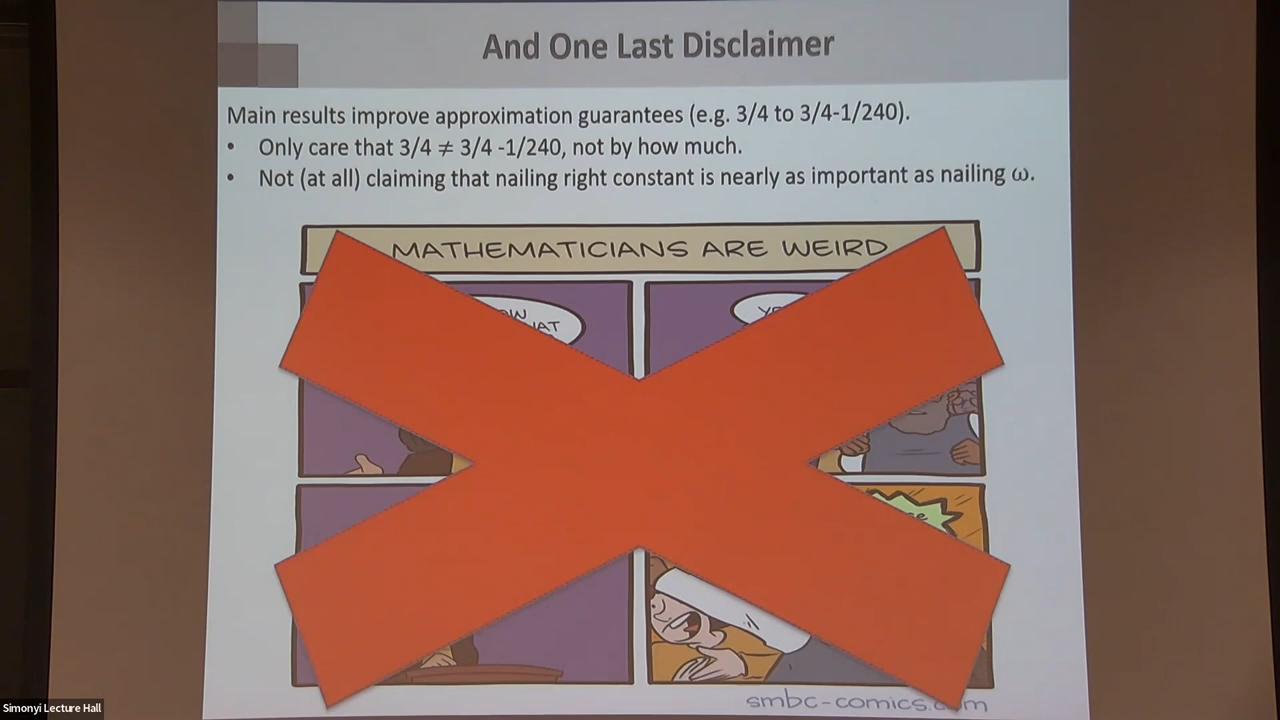 And One Last Disclaimer
Main results improve approximation guarantees (e.g. 3/4 to 3/4-1/240).
• Only care that 3/4 ≠ 3/4 -1/240, not by how much.
• Not (at all) claiming that nailing right constant is nearly as important as nailing ω.
MATHEMATICIANS ARE WEIRD
smbc-comics.
Simonyi Lecture Hall